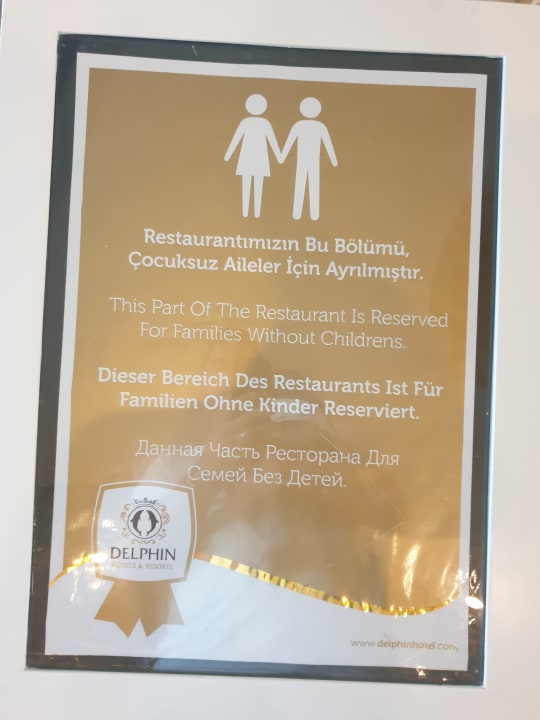 Restaurantımızın Bu Bölümü,
Çocuksuz Aileler İçin Ayrılmıştır.
This Part Of The Restaurant Is Reserved
For Families Without Childrens.
Dieser Bereich Des Restaurants Ist Für
Familien Ohne Kinder Reserviert.
Данная Часть Ресторана Для
Семей Без Детей.
DELPHIN
HOTELS & RESORTS
www.delphinhotel.com